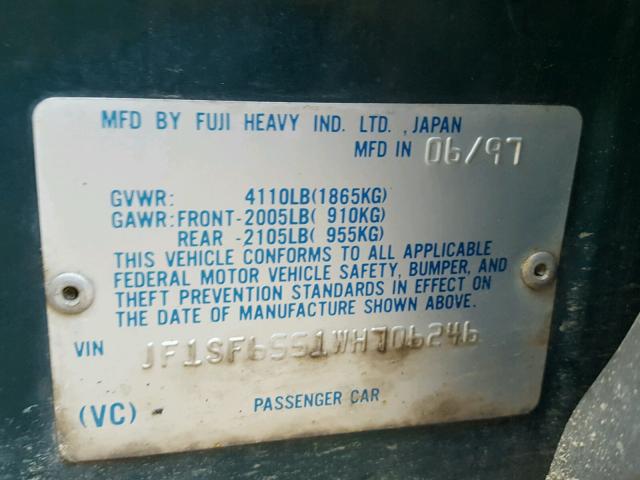 MFD BY FUJI HEAVY IND. LTD. , JAPAN
MFD IN 06/97
GVWR: 4110LB(1865KG)
GAWR:FRONT-2005LB( 910KG)
REAR -2105LB( 955KG)
THIS VEHICLE CONFORMS TO ALL APPLICABLE
FEDERAL MOTOR VEHICLE SAFETY, BUMPER, AND
THEFT PREVENTION STANDARDS IN EFFECT ON
THE DATE OF MANUFACTURE SHOWN ABOVE.
VIN JF1SF6551WH706246
(VC) PASSENGER CAR